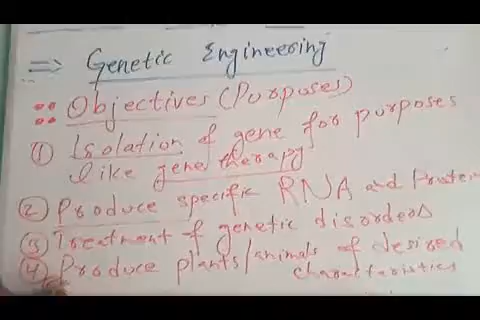 ⇒ Genetic Engineering
:: Objectives (Purposes)
① Isolation of gene for purposes
like gene therapy
② Produce specific RNA and Protein
③ Treatment of genetic disorders
④ Produce plants/animals of desired
characteristics